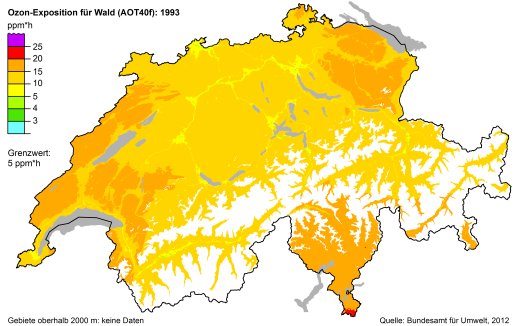 Ozon-Exposition für Wald (AOT40f): 1993
ppm*h
25
20
15
10
5
4
3
Grenzwert:
5 ppm*h
Gebiete oberhalb 2000 m: keine Daten
Quelle: Bundesamt für Umwelt, 2012